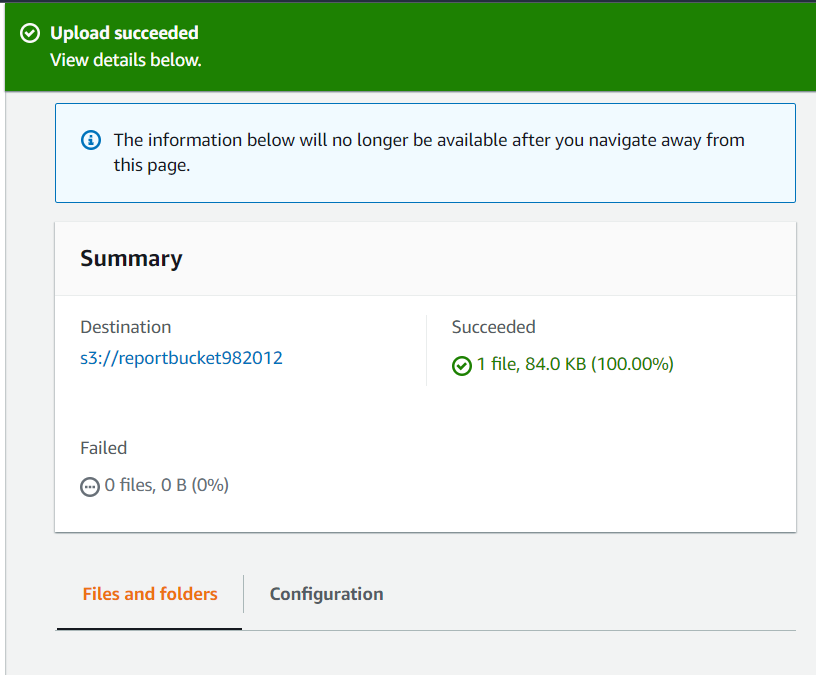 Upload succeeded
View details below.
The information below will no longer be available after you navigate away from
this page.
Summary
Destination
s3://reportbucket982012
Succeeded
1 file, 84.0 KB (100.00%)
Failed
0 files, 0 B (0%)
Files and folders
Configuration